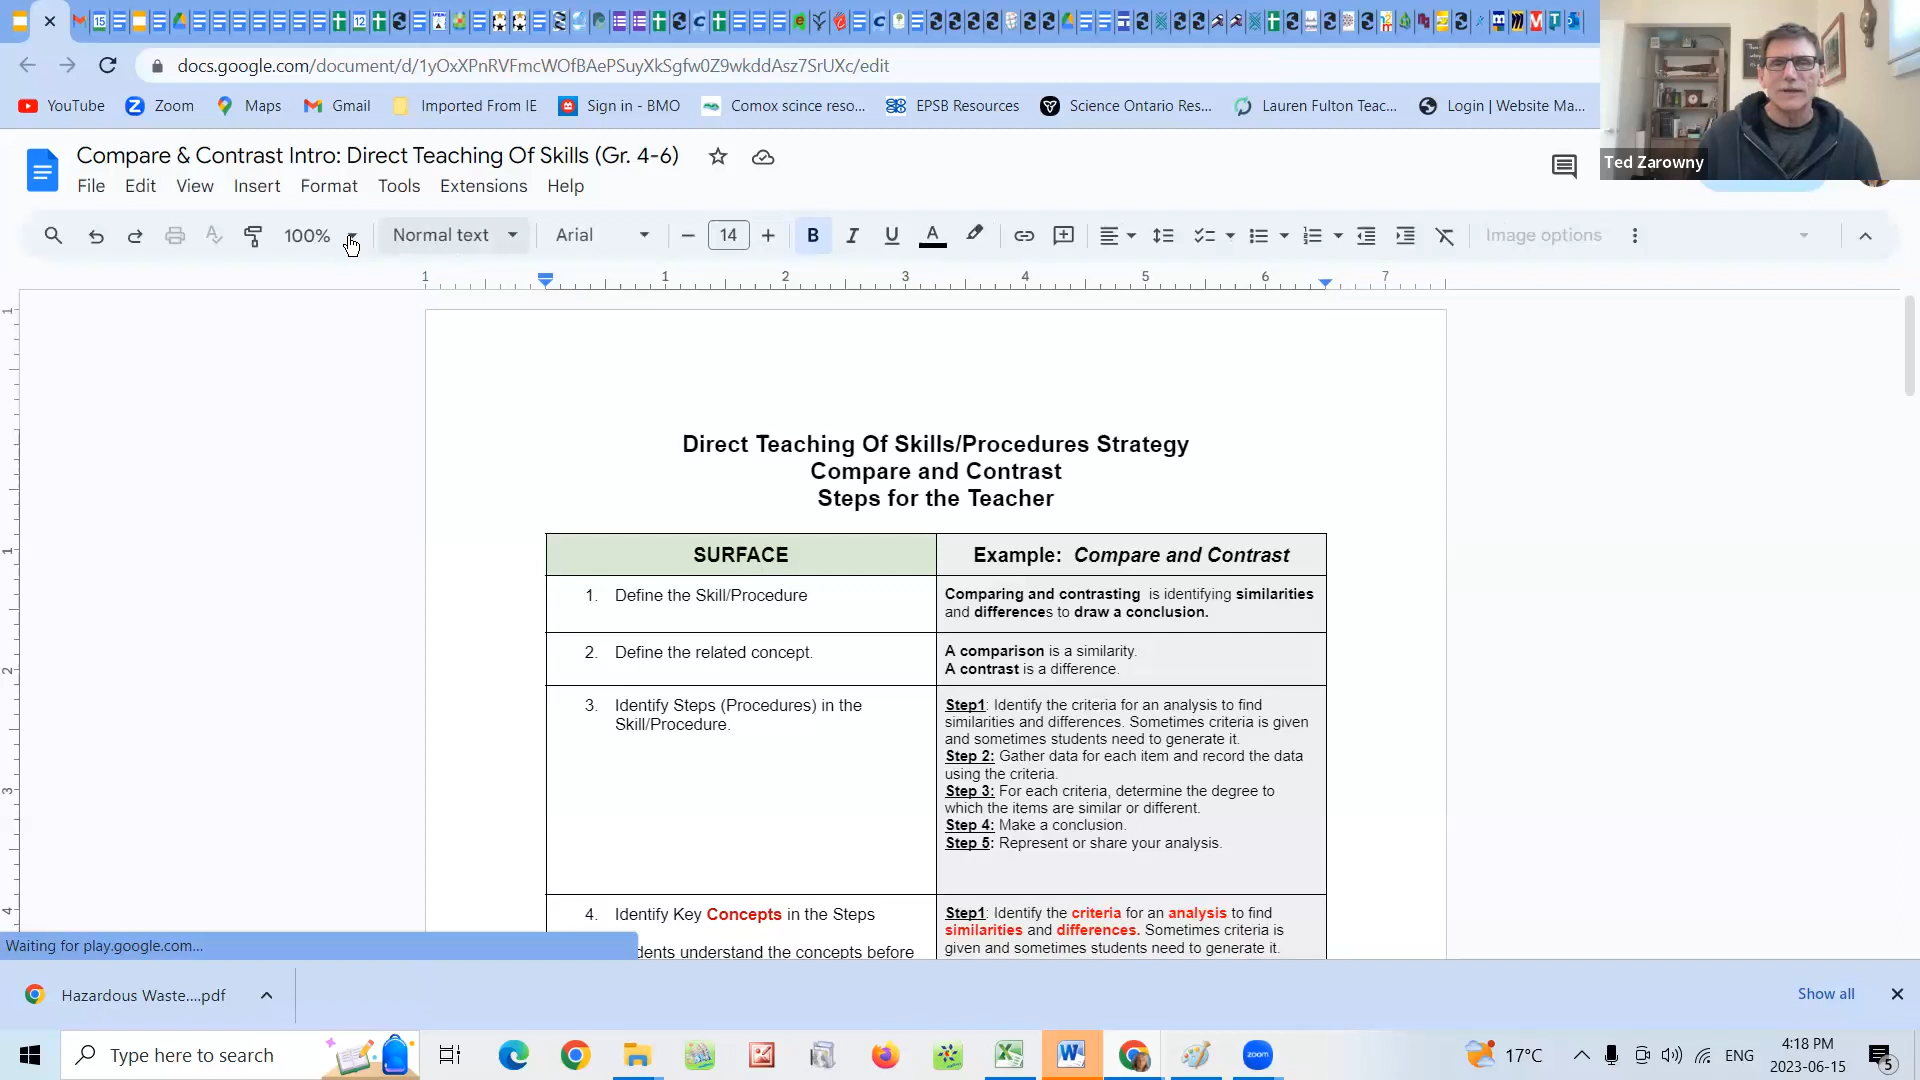 docs.google.com/document/d/1yOxXPnRVFmcWOfBAePSuyXkSgfw0Z9wkddAsz7SrUXc/edit
YouTube Zoom Maps Gmail Imported From IE Sign in - BMO Comox scince reso... EPSB Resources Science Ontario Res... Lauren Fulton Teac... Login | Website Ma...
Compare & Contrast Intro: Direct Teaching Of Skills (Gr. 4-6)
Ted Zarowny
File Edit View Insert Format Tools Extensions Help
100% Normal text Arial 14 B I U A Image options
1 1 2 3 4 5 6 7
Direct Teaching Of Skills/Procedures Strategy
Compare and Contrast
Steps for the Teacher
SURFACE
Example: Compare and Contrast
1. Define the Skill/Procedure
Comparing and contrasting is identifying similarities
and differences to draw a conclusion.
2. Define the related concept.
A comparison is a similarity.
A contrast is a difference.
3. Identify Steps (Procedures) in the
Skill/Procedure.
Step1: Identify the criteria for an analysis to find
similarities and differences. Sometimes criteria is given
and sometimes students need to generate it.
Step 2: Gather data for each item and record the data
using the criteria.
Step 3: For each criteria, determine the degree to
which the items are similar or different.
Step 4: Make a conclusion.
Step 5: Represent or share your analysis.
4. Identify Key Concepts in the Steps
dents understand the concepts before
Step1: Identify the criteria for an analysis to find
similarities and differences. Sometimes criteria is
given and sometimes students need to generate it.
Waiting for play.google.com...
Hazardous Waste....pdf
Show all
Type here to search
zoom
17°C
ENG
4:18 PM
2023-06-15
5